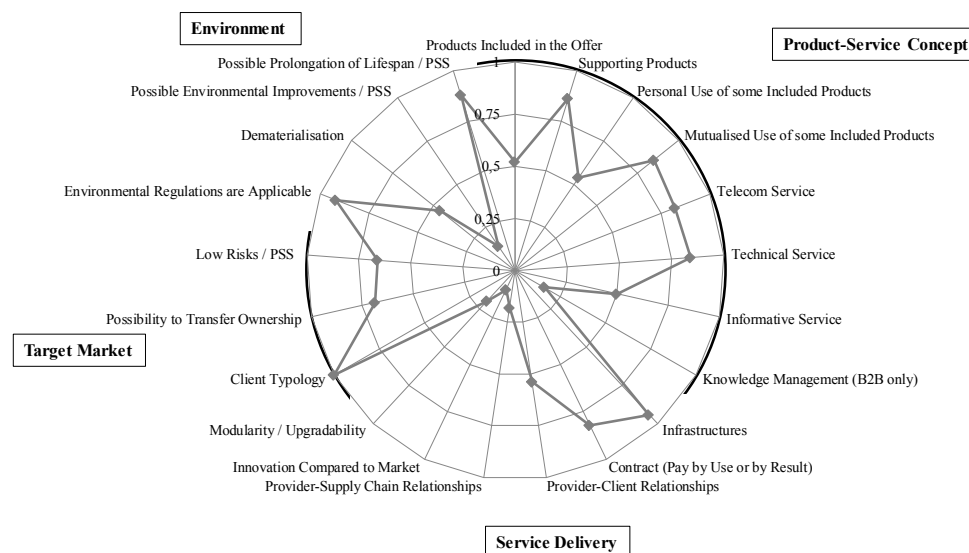 Environment
Products Included in the Offer
Product-Service Concept
Possible Prolongation of Lifespan / PSS
1
Supporting Products
Possible Environmental Improvements / PSS
Personal Use of some Included Products
0,75
Dematerialisation
Mutualised Use of some Included Products
0,5
Environmental Regulations are Applicable
Telecom Service
0,25
Low Risks / PSS
Technical Service
0
Possibility to Transfer Ownership
Informative Service
Target Market
Client Typology
Knowledge Management (B2B only)
Modularity / Upgradability
Infrastructures
Innovation Compared to Market
Contract (Pay by Use or by Result)
Provider-Supply Chain Relationships
Provider-Client Relationships
Service Delivery